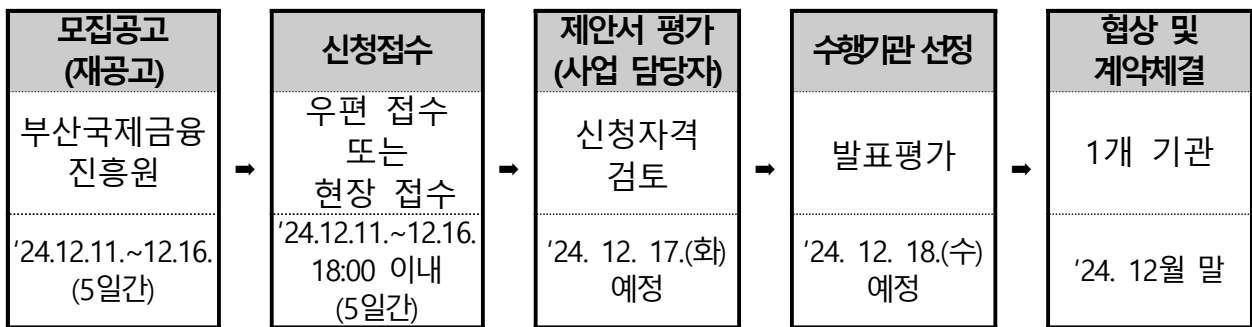 모집공고
(재공고)
부산국제금융
진흥원
'24.12.11.~12.16.
(5일간)
➡
신청접수
우편 접수
또는
현장 접수
'24.12.11.~12.16.
18:00 이내
(5일간)
➡
제안서 평가
(사업 담당자)
신청자격
검토
'24. 12. 17.(화)
예정
➡
수행기관 선정
발표평가
'24. 12. 18.(수)
예정
➡
협상 및
계약체결
1개 기관
'24. 12월 말